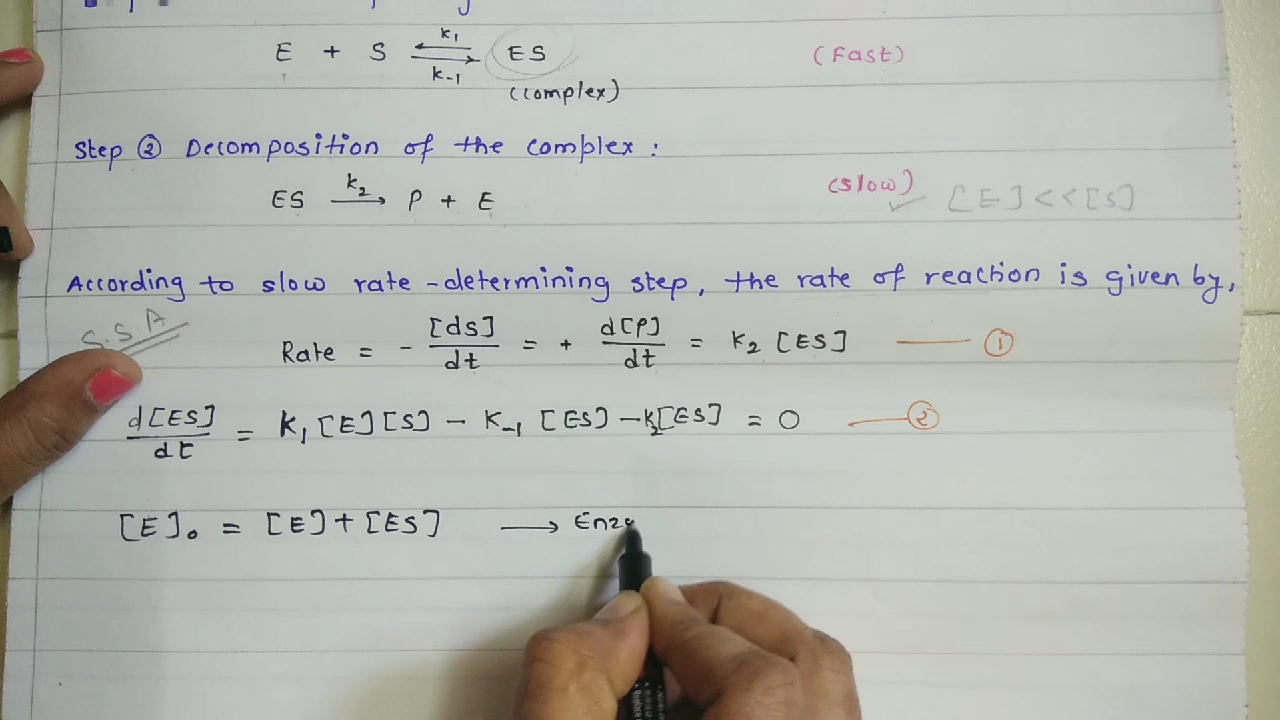 E + S ⇌ ES (Fast)
k₁
k₋₁
(complex)
Step ② Decomposition of the complex :
ES —k₂→ P + E (slow) ✓ [E] << [S]
According to slow rate-determining step, the rate of reaction is given by,
S.S.A
Rate = - [ds]/dt = + d[P]/dt = K₂ [ES] —— ①
d[ES]/dt = K₁ [E][S] - K₋₁ [ES] - K₂[ES] = 0 —— ②
[E]₀ = [E] + [ES] ⟶ Enz